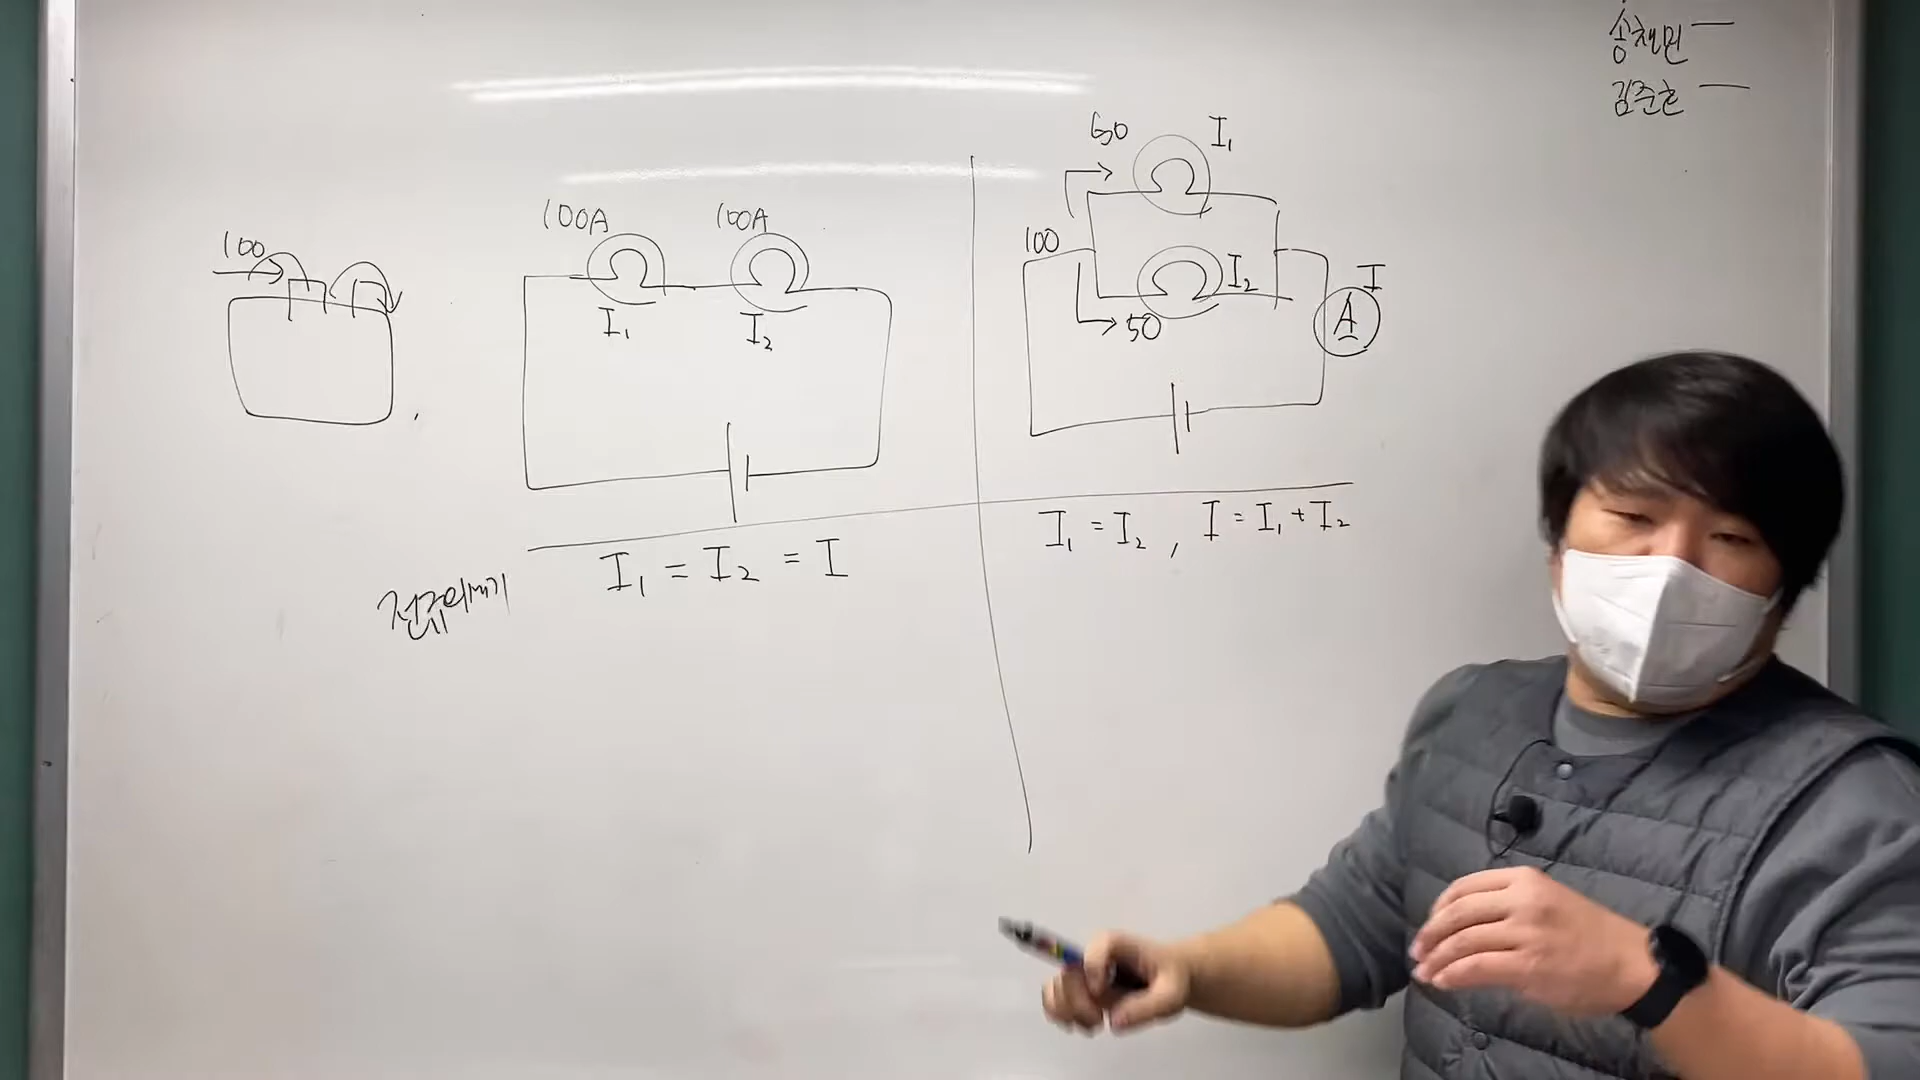 송채민 —
김준호 —
100
100A
100A
I₁
I₂
50
I₁
100
I₂
50
I
A
I₁ = I₂ = I
I₁ = I₂ , I = I₁ + I₂
전류의세기